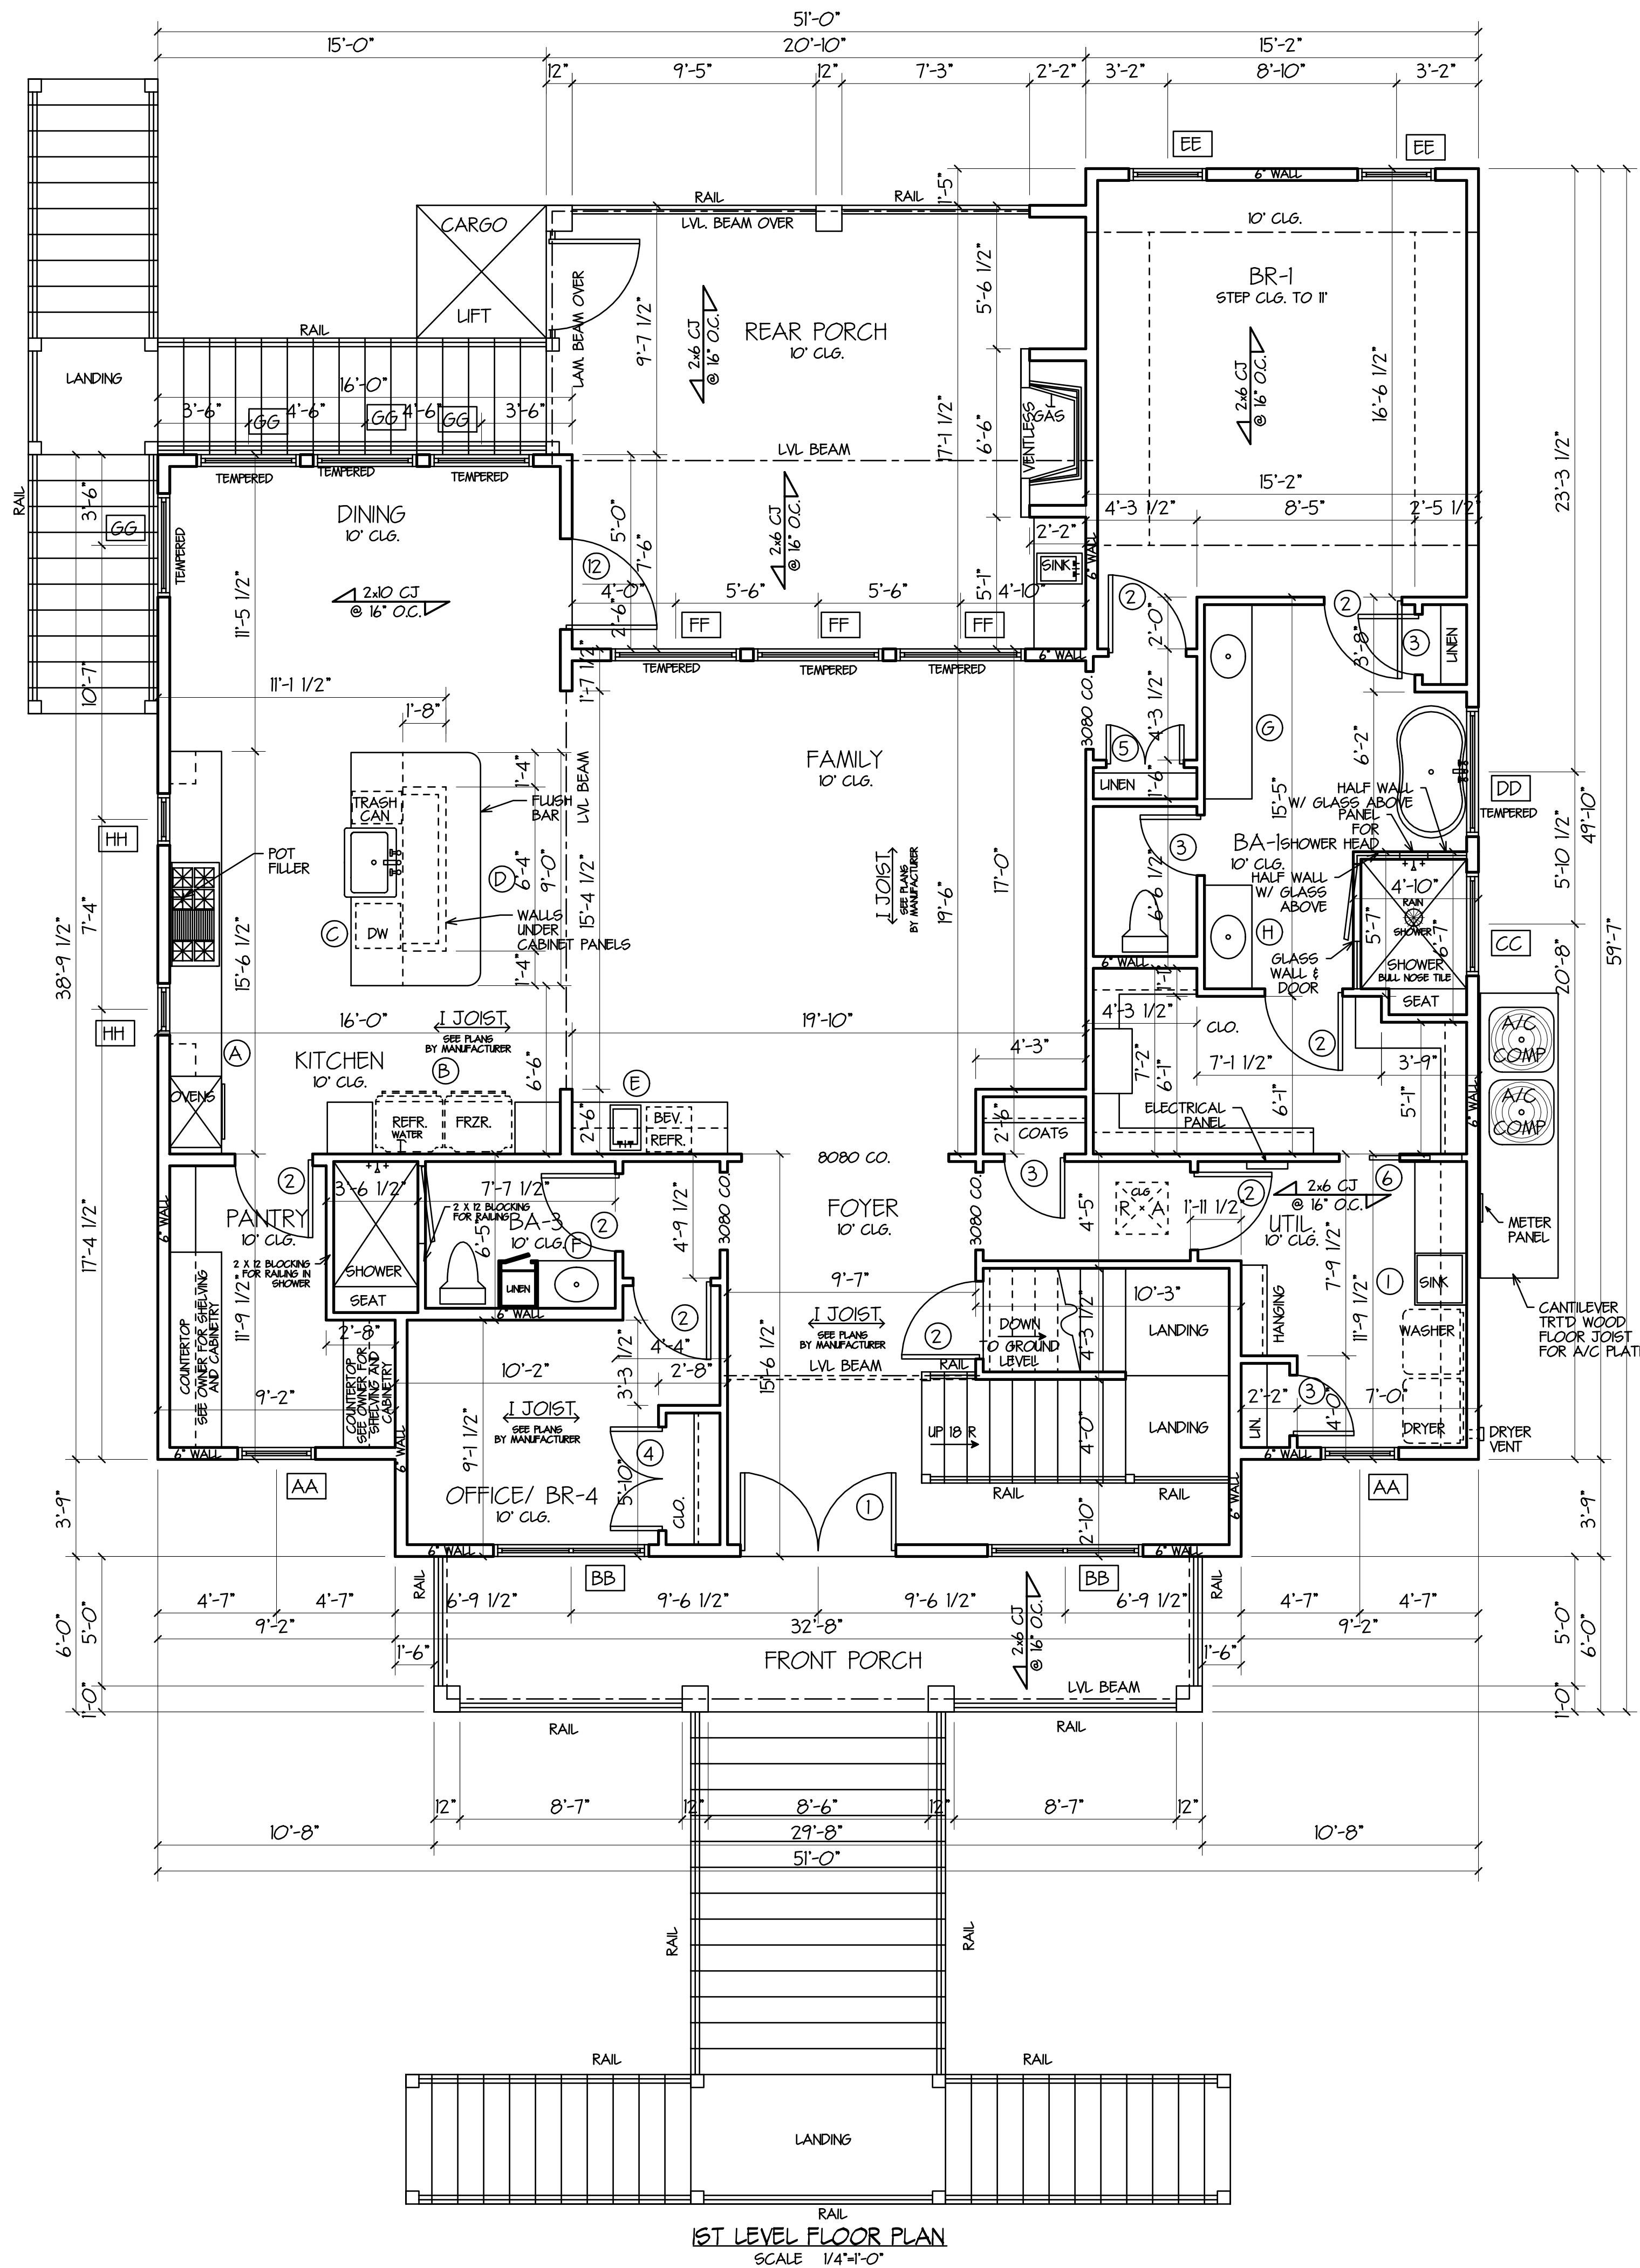 51'-0"
15'-0" 20'-10" 15'-2"
12" 9'-5" 12" 7'-3" 2'-2" 3'-2" 8'-10" 3'-2"
EE EE
6" WALL
1'-5"
RAIL RAIL
LVL. BEAM OVER
10' CLG.
CARGO
LIFT
LAM. BEAM OVER
9'-7 1/2"
2x6 CJ
@ 16" O.C.
REAR PORCH
10' CLG.
5'-6 1/2"
BR-1
STEP CLG. TO 11'
2x6 CJ
@ 16" O.C.
16'-6 1/2"
RAIL
LANDING
16'-0"
3'-6" 4'-6" 4'-6" 3'-6"
GG GG GG
TEMPERED TEMPERED TEMPERED
LVL BEAM
17'-1 1/2"
6'-6"
VENTLESS
GAS
15'-2"
4'-3 1/2" 8'-5" 2'-5 1/2"
23'-3 1/2"
RAIL
3'-6"
GG
TEMPERED
DINING
10' CLG.
2x10 CJ
@ 16" O.C.
11'-5 1/2"
12
5'-0"
7'-6"
2'-6"
2x6 CJ
@ 16" O.C.
2'-2"
SINK
6" WALL
5'-1"
4'-0" 5'-6" 5'-6" 4'-10"
FF FF FF
TEMPERED TEMPERED TEMPERED
6" WALL
2
2'-0"
2
3'-8"
3
LINEN
10'-7"
11'-1 1/2"
1'-8"
1'-7 1/2"
3080 CO.
4'-3 1/2"
5
LINEN
1'-6"
G
6'-2"
15'-5"
FAMILY
10' CLG.
LVL BEAM
1'-4"
FLUSH
BAR
TRASH
CAN
HH
POT
FILLER
6'-4"
9'-0"
15'-4 1/2"
D
C
DW
WALLS
UNDER
CABINET PANELS
1'-4"
I JOIST
SEE PLANS
BY MANUFACTURER
19'-6"
17'-0"
3
6'-6 1/2"
BA-1
10' CLG.
HALF WALL
W/ GLASS ABOVE
PANEL
FOR
SHOWER HEAD
HALF WALL
W/ GLASS
ABOVE
H
GLASS
WALL &
DOOR
4'-10"
RAIN
SHOWER
5'-7"
6'-7"
SHOWER
BULL NOSE TILE
SEAT
DD
TEMPERED
CC
5'-10 1/2"
49'-10"
20'-8"
59'-7"
38'-9 1/2"
7'-4"
HH
15'-6 1/2"
16'-0" 19'-10"
I JOIST
SEE PLANS
BY MANUFACTURER
A
KITCHEN
10' CLG.
B
6'-6"
OVENS
REFR.
WATER
FRZR.
E
2'-6"
BEV.
REFR.
4'-3"
2'-6"
COATS
6" WALL
1'-1"
4'-3 1/2"
CLO.
7'-2"
6'-1"
7'-1 1/2"
2
3'-9"
6'-1"
5'-1"
6" WALL
ELECTRICAL
PANEL
A/C
COMP
A/C
COMP
8080 CO.
2
PANTRY
10' CLG.
6" WALL
3'-6 1/2" 7'-7 1/2"
2 X 12 BLOCKING
FOR RAILING
BA-3
10' CLG.
2
F
6'-5"
SHOWER
SEAT
2 X 12 BLOCKING
FOR RAILING IN
SHOWER
LINEN
6" WALL
4'-9 1/2"
3080 CO.
FOYER
10' CLG.
3080 CO.
3
4'-5"
CLG
R A
1'-11 1/2"
2
2x6 CJ
@ 16" O.C.
6
UTIL.
10' CLG.
7'-9 1/2"
1
SINK
METER
PANEL
17'-4 1/2"
COUNTERTOP
SEE OWNER FOR SHELVING
AND CABINETRY
11'-9 1/2"
2'-8"
COUNTERTOP
SEE OWNER FOR
SHELVING AND
CABINETRY
9'-2"
10'-2"
3'-3 1/2"
2
4'-4"
2'-8"
9'-7"
I JOIST
SEE PLANS
BY MANUFACTURER
LVL BEAM
15'-6 1/2"
2
DOWN
TO GROUND
LEVEL
4'-3 1/2"
10'-3"
LANDING
RAIL
UP 18 R
4'-0"
LANDING
RAIL RAIL
2'-10"
HANGING
11'-9 1/2"
WASHER
2'-2"
3
7'-0"
LIN.
4'-0"
DRYER
DRYER
VENT
CANTILEVER
TRT'D WOOD
FLOOR JOIST
FOR A/C PLAT
6" WALL
AA
6" WALL
I JOIST
SEE PLANS
BY MANUFACTURER
9'-1 1/2"
OFFICE/ BR-4
10' CLG.
4
5'-10"
CLO.
1
6" WALL
6" WALL
AA
3'-9" 3'-9"
6" WALL
BB BB
6" WALL
RAIL RAIL
4'-7" 4'-7" 6'-9 1/2" 9'-6 1/2" 9'-6 1/2" 6'-9 1/2" 4'-7" 4'-7"
9'-2" 32'-8" 9'-2"
1'-6" 1'-6"
6'-0" 5'-0" 5'-0" 6'-0"
1'-0" 1'-0"
FRONT PORCH
2x6 CJ
@ 16" O.C.
LVL BEAM
RAIL RAIL
12" 8'-7" 12" 8'-6" 12" 8'-7" 12"
10'-8" 29'-8" 10'-8"
51'-0"
RAIL RAIL
RAIL RAIL
LANDING
RAIL
1ST LEVEL FLOOR PLAN
SCALE 1/4"=1'-0"